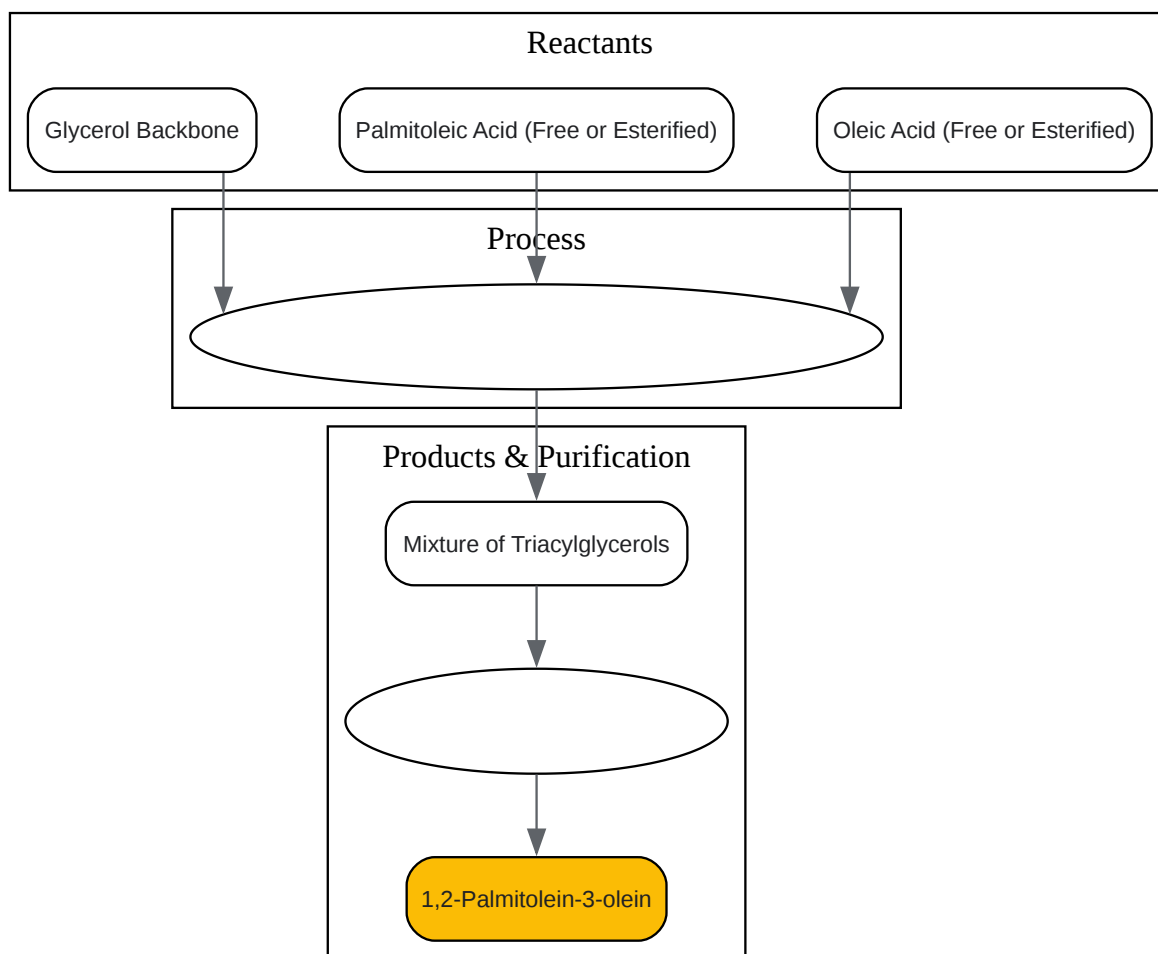 Reactants
Glycerol Backbone
Palmitoleic Acid (Free or Esterified)
Oleic Acid (Free or Esterified)
Process
Products & Purification
Mixture of Triacylglycerols
1,2-Palmitolein-3-olein